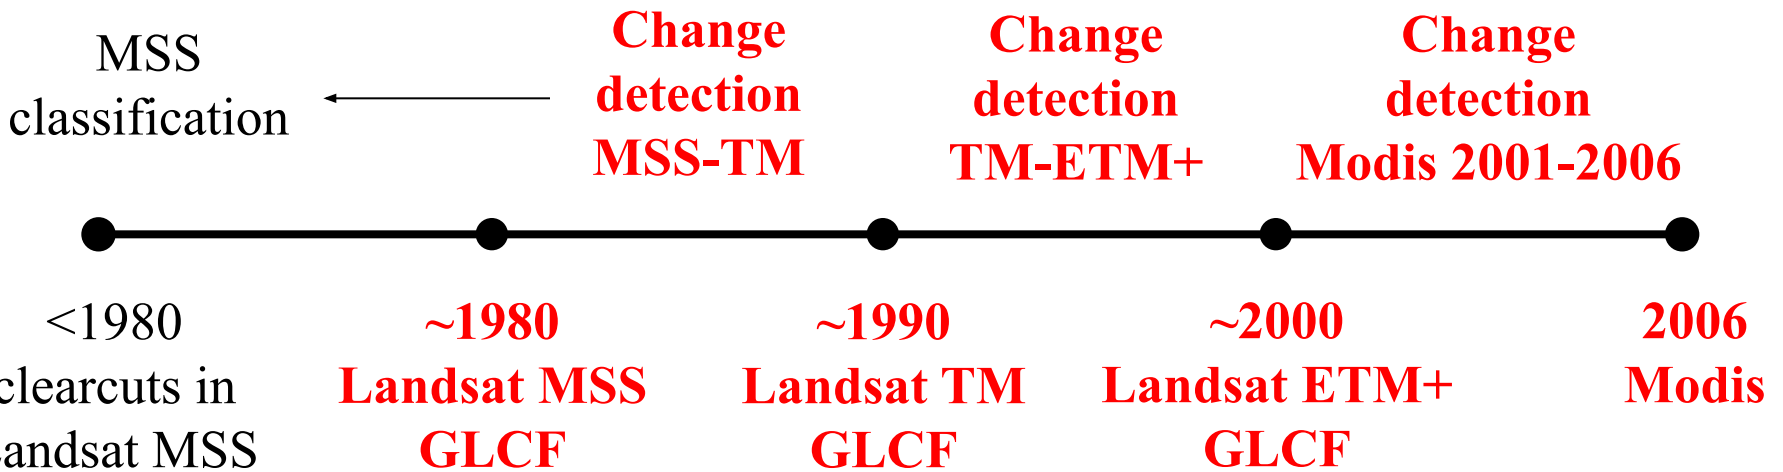 MSS
classification
Change
detection
MSS-TM
Change
detection
TM-ETM+
Change
detection
Modis 2001-2006
<1980
clearcuts in
Landsat MSS
~1980
Landsat MSS
GLCF
~1990
Landsat TM
GLCF
~2000
Landsat ETM+
GLCF
2006
Modis